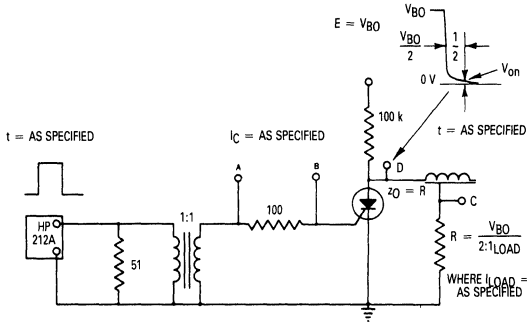 E = VBO
VBO
VBO
2
1
2
Von
0 V
100 k
t = AS SPECIFIED
IC = AS SPECIFIED
t = AS SPECIFIED
A
B
D
zO = R
C
HP
212A
51
1:1
100
R = VBO
2:1LOAD
WHERE ILOAD =
AS SPECIFIED